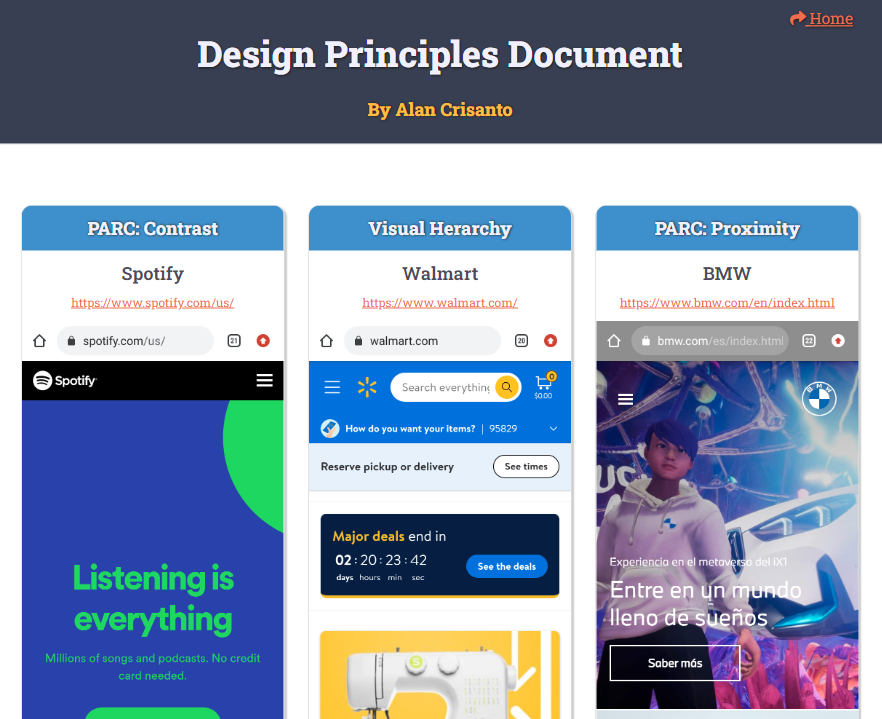 Home
Design Principles Document
By Alan Crisanto
PARC: Contrast
Spotify
https://www.spotify.com/us/
spotify.com/us/
21
Spotify
Listening is
everything
Millions of songs and podcasts. No credit
card needed.
Visual Herarchy
Walmart
https://www.walmart.com/
walmart.com
20
Search everything
0
$0.00
How do you want your items? | 95829
Reserve pickup or delivery
See times
Major deals end in
02 : 20 : 23 : 42
days hours min sec
See the deals
S
PARC: Proximity
BMW
https://www.bmw.com/en/index.html
bmw.com/es/index.html
22
BMW
Experiencia en el metaverso del iX1
Entre en un mundo
lleno de sueños
Saber más